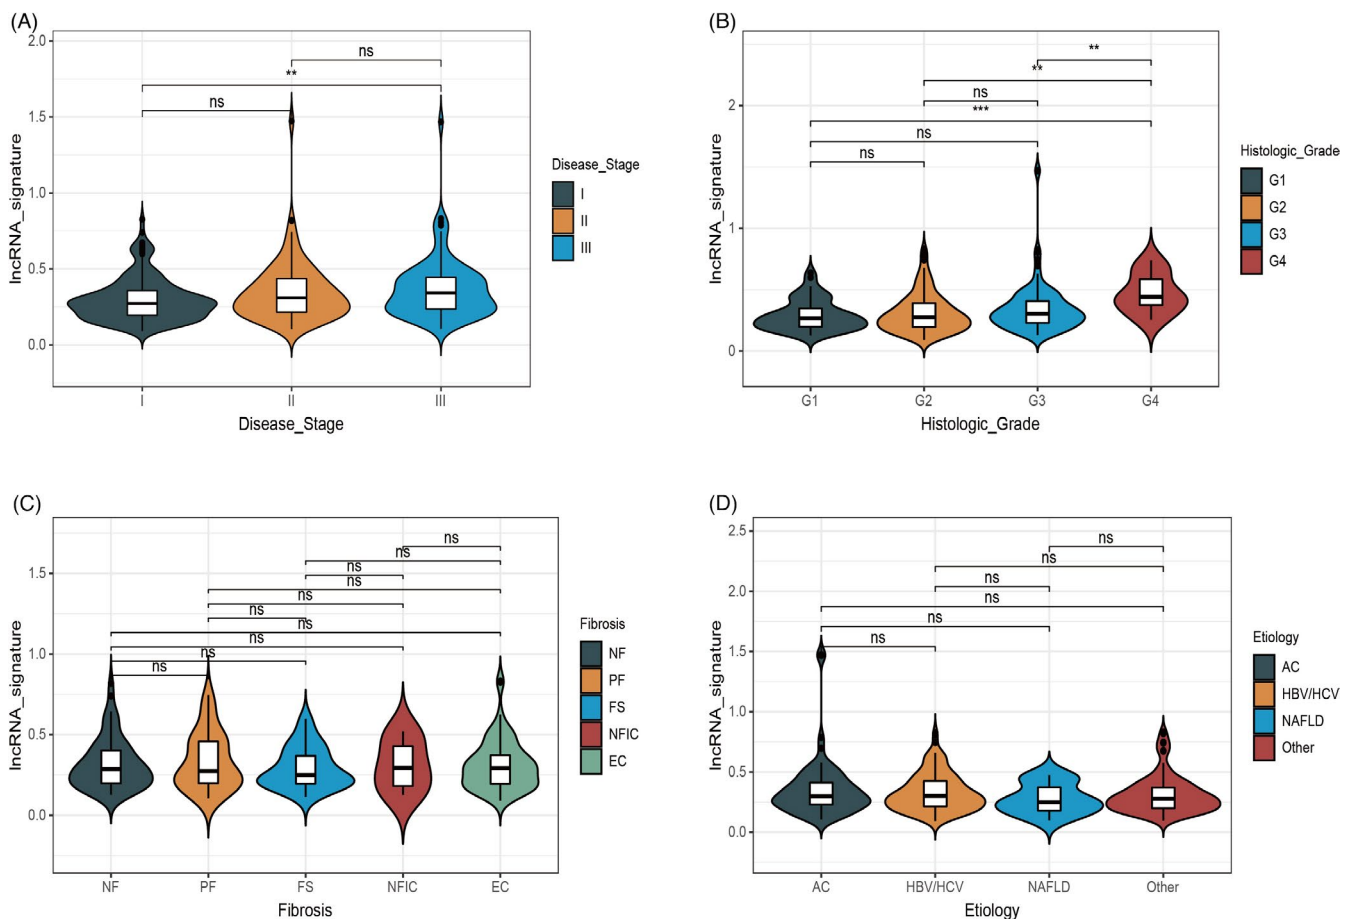 (A)
2.0
1.5
1.0
0.5
0.0
lncRNA_signature
ns
**
ns
I
II
III
Disease_Stage
Disease_Stage
I
II
III
(B)
2
1
0
lncRNA_signature
**
**
ns
***
ns
ns
G1
G2
G3
G4
Histologic_Grade
Histologic_Grade
G1
G2
G3
G4
(C)
1.5
1.0
0.5
0.0
lncRNA_signature
ns
ns
ns
ns
ns
ns
ns
ns
ns
ns
NF
PF
FS
NFIC
EC
Fibrosis
Fibrosis
NF
PF
FS
NFIC
EC
(D)
2.5
2.0
1.5
1.0
0.5
0.0
lncRNA_signature
ns
ns
ns
ns
ns
ns
AC
HBV/HCV
NAFLD
Other
Etiology
Etiology
AC
HBV/HCV
NAFLD
Other